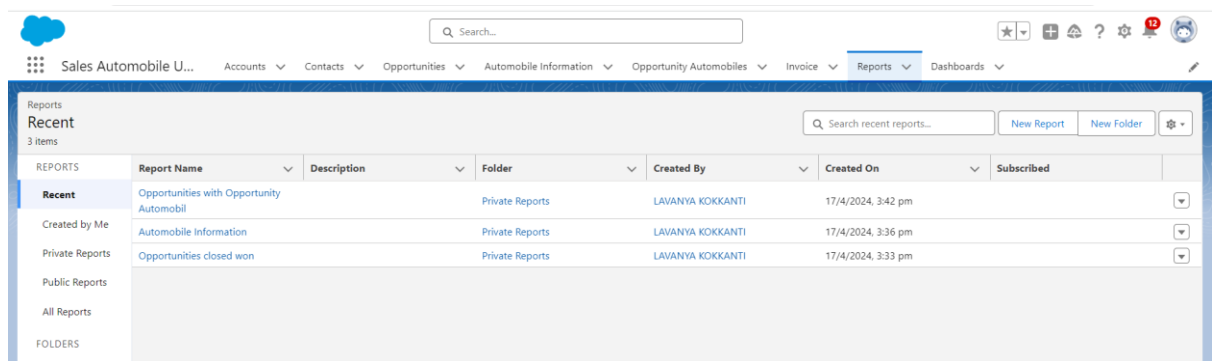 Search...
12
Sales Automobile U... Accounts Contacts Opportunities Automobile Information Opportunity Automobiles Invoice Reports Dashboards
Reports
Recent
3 items
Search recent reports...
New Report
New Folder
REPORTS
Recent
Created by Me
Private Reports
Public Reports
All Reports
FOLDERS
Report Name Description Folder Created By Created On Subscribed
Opportunities with Opportunity
Automobil
Private Reports LAVANYA KOKKANTI 17/4/2024, 3:42 pm
Automobile Information Private Reports LAVANYA KOKKANTI 17/4/2024, 3:36 pm
Opportunities closed won Private Reports LAVANYA KOKKANTI 17/4/2024, 3:33 pm